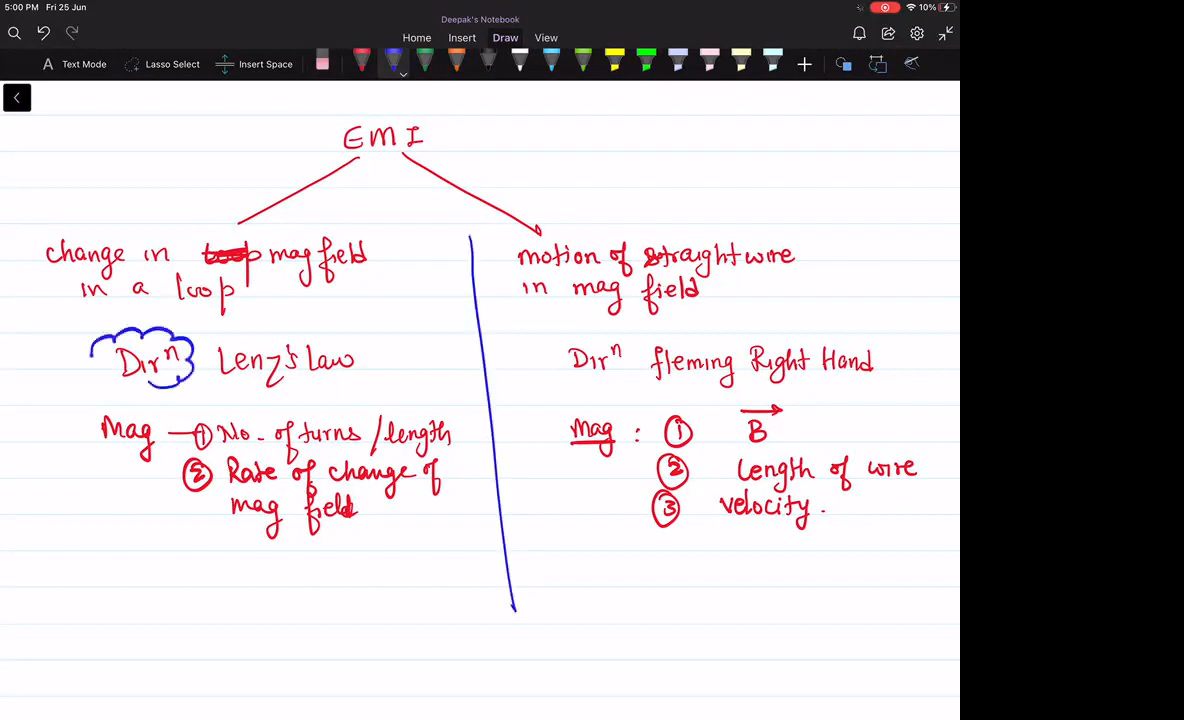 5:00 PM Fri 25 Jun
10%
Deepak's Notebook
Home Insert Draw View
A Text Mode Lasso Select Insert Space
EMI
change in mag field
in a loop
Dirⁿ Lenz's Law
Mag — ① No. of turns / length
② Rate of change of
mag field
motion of straight wire
in mag field
Dirⁿ fleming Right Hand
Mag : ① B
② Length of wire
③ velocity.